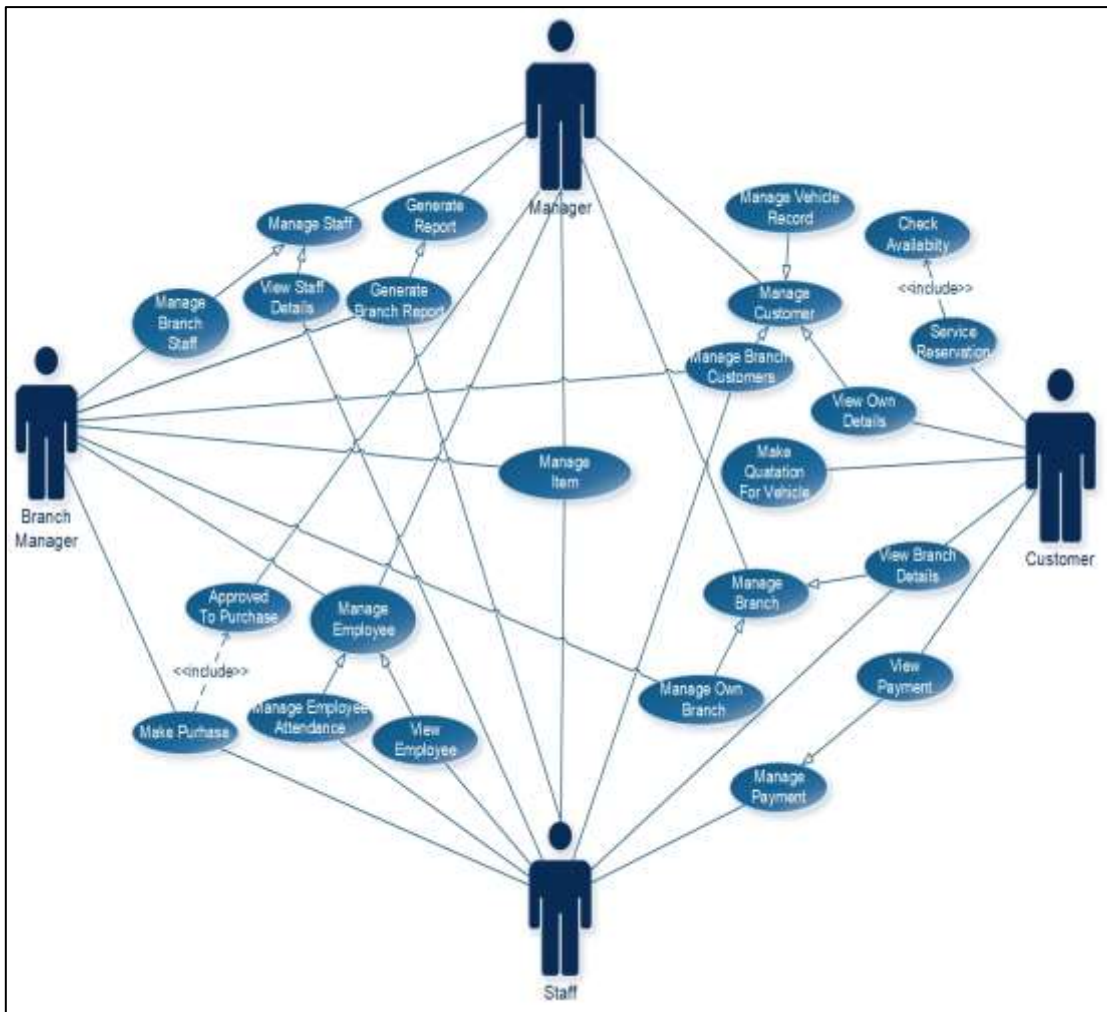 Manager
Manage Staff
Generate
Report
Manage Vehicle
Record
Check
Availabilty
View Staff
Details
Generate
Branch Report
Manage
Customer
<<include>>
Manage
Branch
Staff
Manage Branch
Customers
Service
Reservation
View Own
Details
Manage
Item
Make
Quatation
For Vehicle
Branch
Manager
Customer
View Branch
Details
Approved
To Purchase
Manage
Employee
Manage
Branch
<<include>>
View
Payment
Manage Own
Branch
Make Purhase
Manage Employee
Attendance
View
Employee
Manage
Payment
Staff